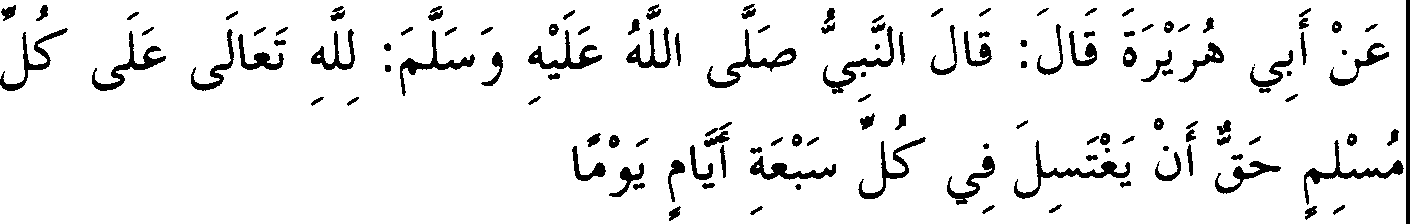 عَنْ أَبِي هُرَيْرَةَ قَالَ: قَالَ النَّبِيُّ صَلَّى اللَّهُ عَلَيْهِ وَسَلَّمَ: لِلَّهِ تَعَالَى عَلَى كُلِّ
مُسْلِمٍ حَقٌّ أَنْ يَغْتَسِلَ فِي كُلِّ سَبْعَةِ أَيَّامٍ يَوْمًا